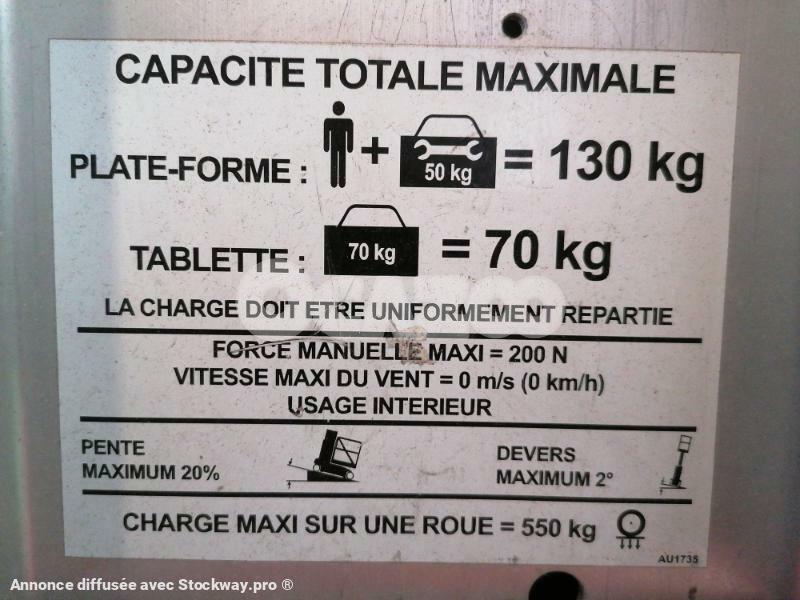 CAPACITE TOTALE MAXIMALE
PLATE-FORME : + 50 kg = 130 kg
TABLETTE : 70 kg = 70 kg
LA CHARGE DOIT ETRE UNIFORMEMENT REPARTIE
FORCE MANUELLE MAXI = 200 N
VITESSE MAXI DU VENT = 0 m/s (0 km/h)
USAGE INTERIEUR
PENTE
MAXIMUM 20%
DEVERS
MAXIMUM 2°
CHARGE MAXI SUR UNE ROUE = 550 kg
AU1735
Annonce diffusée avec Stockway.pro ®